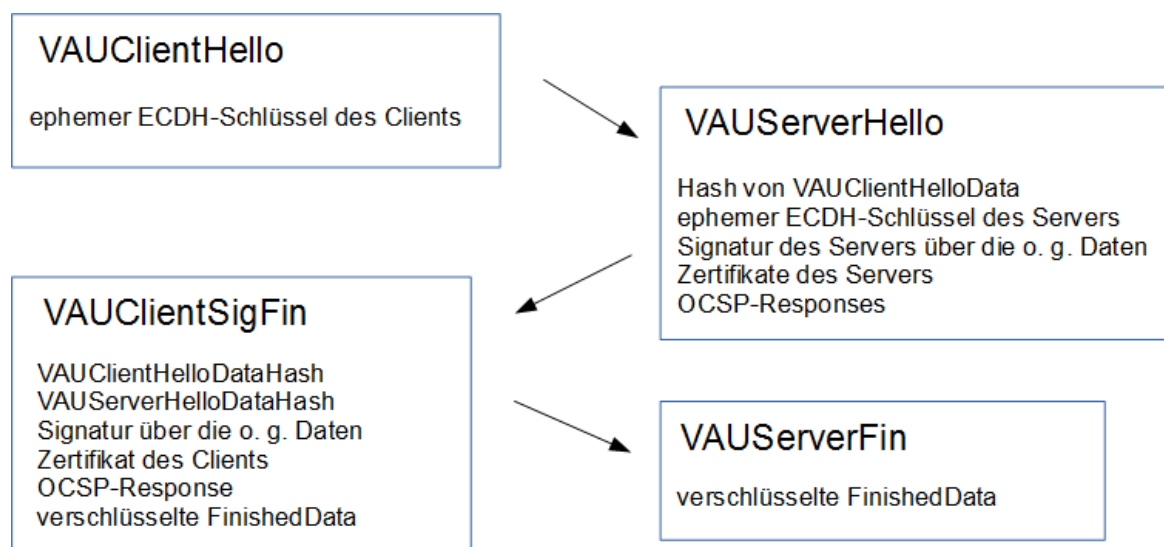 VAUClientHello
ephemer ECDH-Schlüssel des Clients
VAUServerHello
Hash von VAUClientHelloData
ephemer ECDH-Schlüssel des Servers
Signatur des Servers über die o. g. Daten
Zertifikate des Servers
OCSP-Responses
VAUClientSigFin
VAUClientHelloDataHash
VAUServerHelloDataHash
Signatur über die o. g. Daten
Zertifikat des Clients
OCSP-Response
verschlüsselte FinishedData
VAUServerFin
verschlüsselte FinishedData